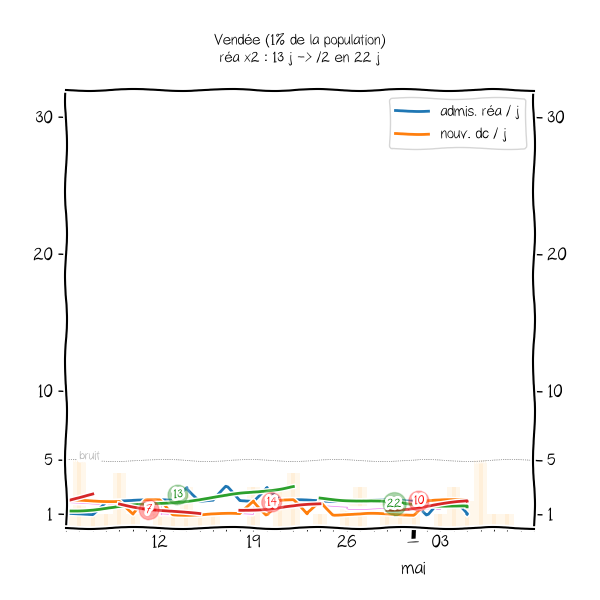 Vendée (1% de la population)
réa x2 : 13 j -> /2 en 22 j
admis. réa / j
nouv. dc / j
30 30
20 20
10 10
5 bruit 5
1 1
13
7
14
22
10
12 19 26 03
mai